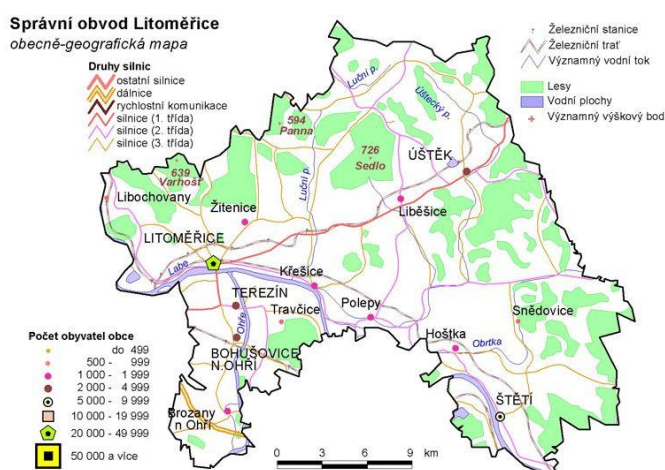 Správní obvod Litoměřice
obecně-geografická mapa
Druhy silnic
ostatní silnice
dálnice
rychlostní komunikace
silnice (1. třída)
silnice (2. třída)
silnice (3. třída)
Železniční stanice
Železniční trať
Významný vodní tok
Lesy
Vodní plochy
Významný výškový bod
Luční p.
Úštecký p.
594
Panna
726
Sedlo
ÚŠTĚK
639
Varhošť
Libochovany
Žitenice
Luční p.
Liběšice
LITOMĚŘICE
Labe
Křešice
TEREZÍN
Polepy
Travčice
Snědovice
Ohře
Hoštka
Obrtka
BOHUŠOVICE
N.OHŘÍ
ŠTĚTÍ
Brozany
n Ohří
Počet obyvatel obce
do 499
500 - 999
1 000 - 1 999
2 000 - 4 999
5 000 - 9 999
10 000 - 19 999
20 000 - 49 999
50 000 a více
0 3 6 9
km